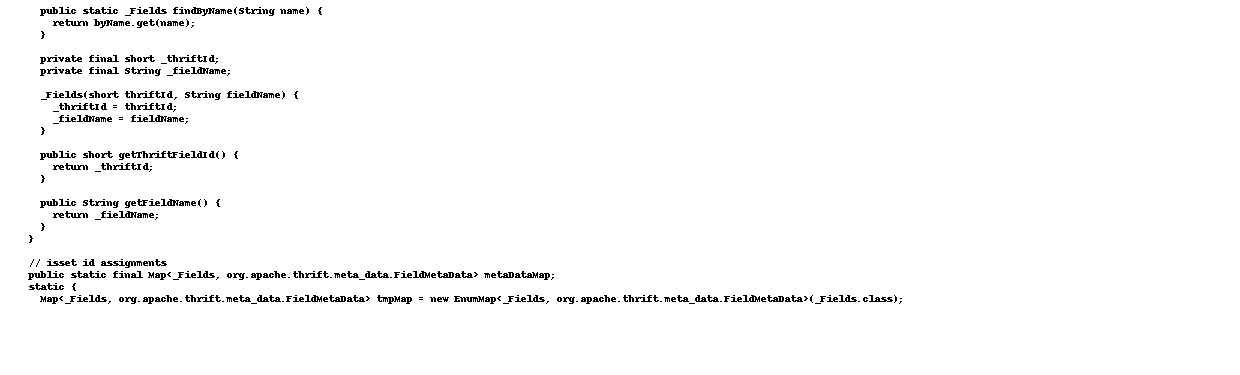 public static _Fields findByName(String name) {
return byName.get(name);
}
private final short _thriftId;
private final String _fieldName;
_Fields(short thriftId, String fieldName) {
_thriftId = thriftId;
_fieldName = fieldName;
}
public short getThriftFieldId() {
return _thriftId;
}
public String getFieldName() {
return _fieldName;
}
}
// isset id assignments
public static final Map<_Fields, org.apache.thrift.meta_data.FieldMetaData> metaDataMap;
static {
Map<_Fields, org.apache.thrift.meta_data.FieldMetaData> tmpMap = new EnumMap<_Fields, org.apache.thrift.meta_data.FieldMetaData>(_Fields.class);